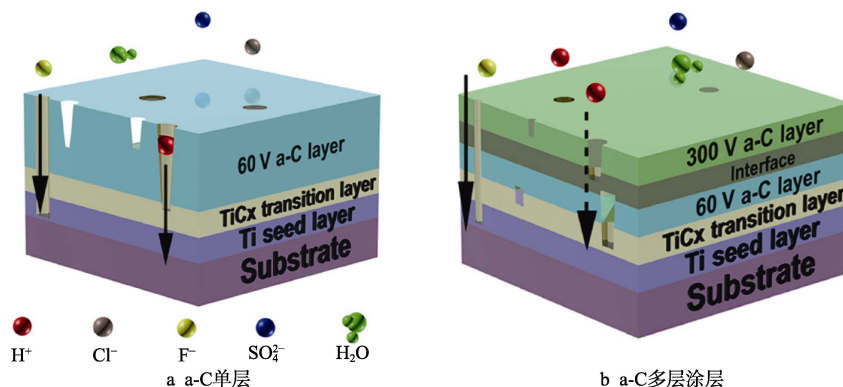 60 V a-C layer
TiCx transition layer
Ti seed layer
Substrate
300 V a-C layer
Interface
60 V a-C layer
TiCx transition layer
Ti seed layer
Substrate
H⁺
Cl⁻
F⁻
SO₄²⁻
H₂O
a a-C单层
b a-C多层涂层